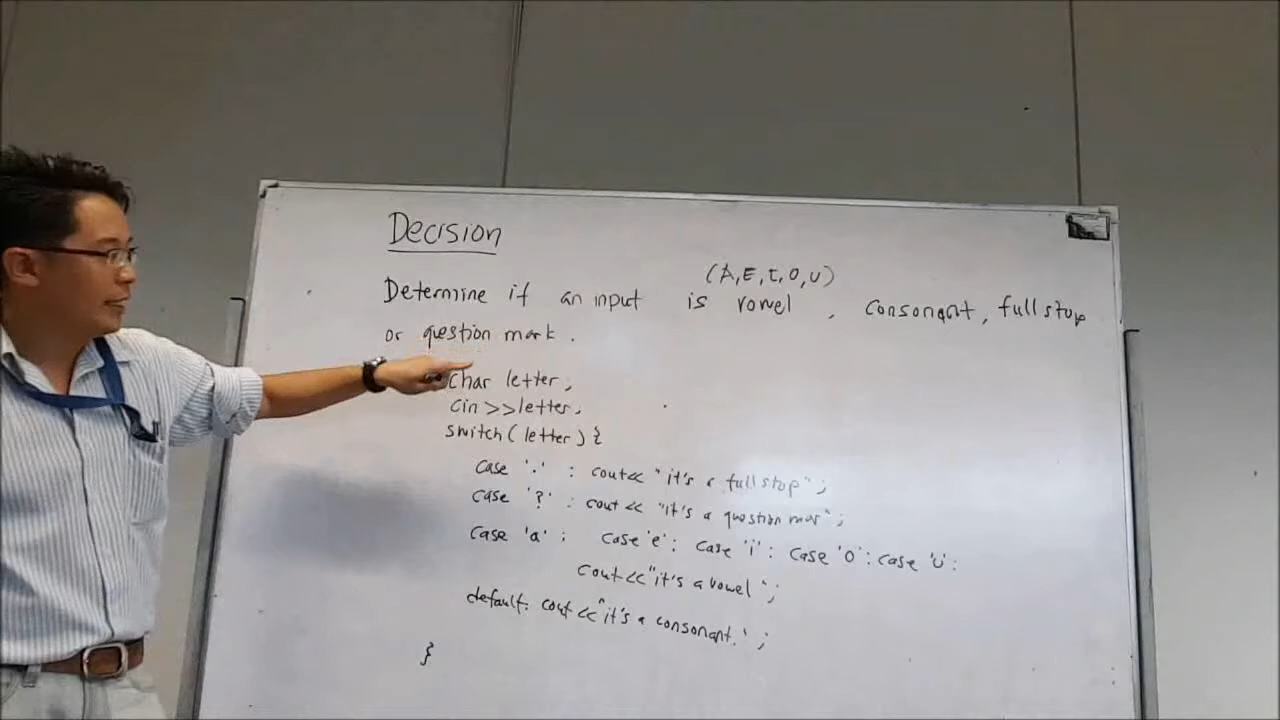 Decision
(A, E, I, O, U)
Determine if an input is vowel, consonant, full stop
or question mark.
char letter;
cin >> letter;
switch( letter ) {
case '.' : cout<< "it's a full stop" ;
case '?' : cout << "it's a question mar" ;
case 'a' : case 'e' : case 'i' : case 'o' : case 'u' :
cout<<"it's a vowel" ;
default: cout <<"it's a consonant." ;
}